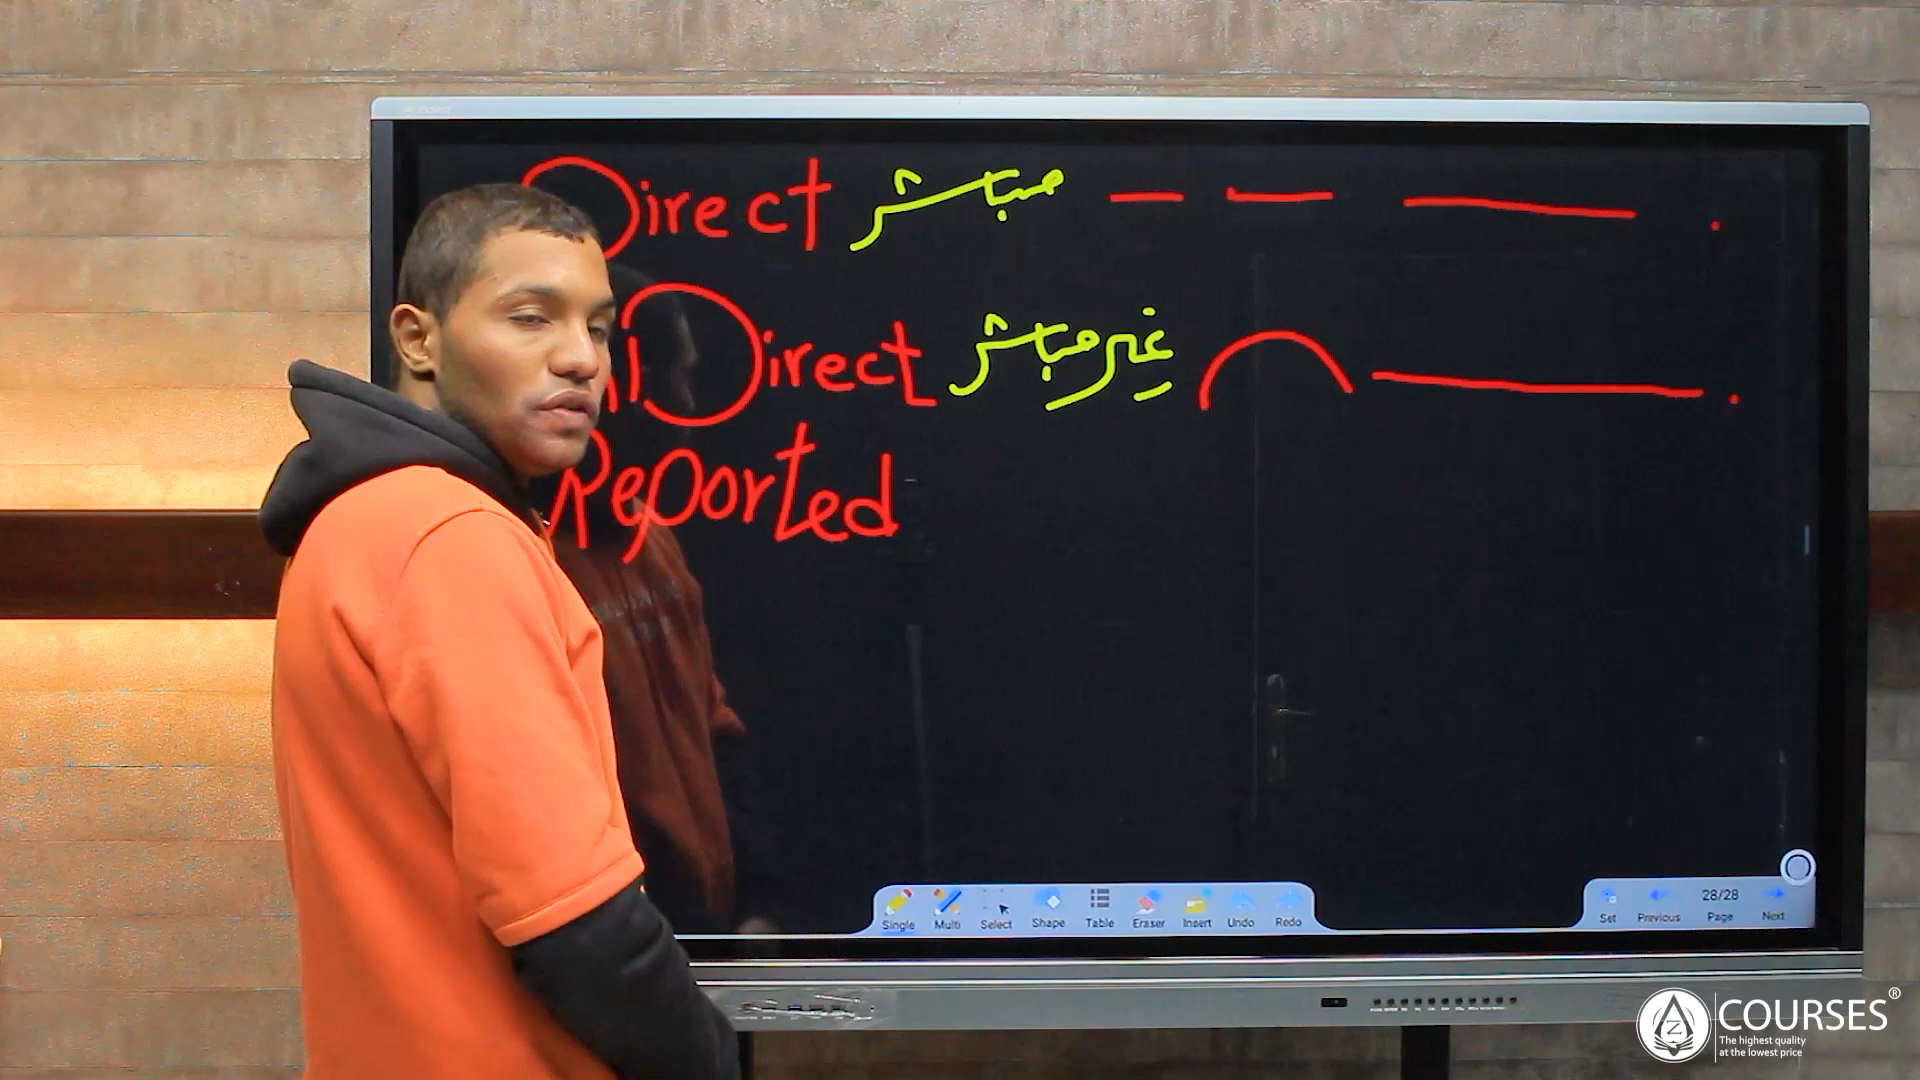 Direct مباشر — — — .
InDirect غير مباشر ⌒ — .
Reported
Single Multi Select Shape Table Eraser Insert Undo Redo
Set Previous 28/28 Page Next
COURSES®
The highest quality
at the lowest price